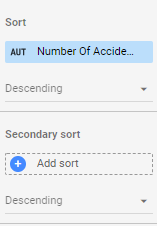 Sort
AUT Number Of Accide...
Descending
Secondary sort
Add sort
Descending